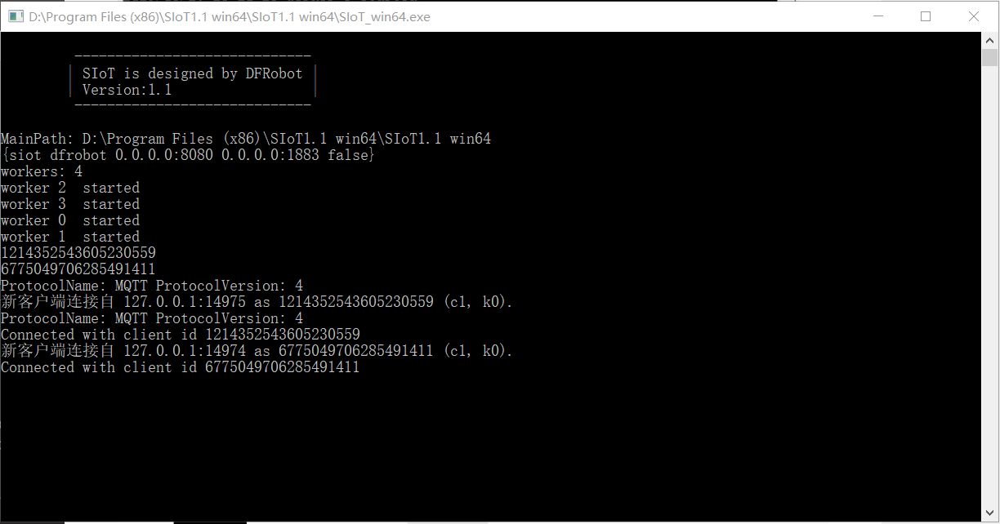 D:\Program Files (x86)\SIoT1.1 win64\SIoT1.1 win64\SIoT_win64.exe
------------------------------
| SIoT is designed by DFRobot |
| Version:1.1 |
------------------------------
MainPath: D:\Program Files (x86)\SIoT1.1 win64\SIoT1.1 win64
{siot dfrobot 0.0.0.0:8080 0.0.0.0:1883 false}
workers: 4
worker 2  started
worker 3  started
worker 0  started
worker 1  started
1214352543605230559
6775049706285491411
ProtocolName: MQTT ProtocolVersion: 4
新客户端连接自 127.0.0.1:14975 as 1214352543605230559 (c1, k0).
ProtocolName: MQTT ProtocolVersion: 4
Connected with client id 1214352543605230559
新客户端连接自 127.0.0.1:14974 as 6775049706285491411 (c1, k0).
Connected with client id 6775049706285491411